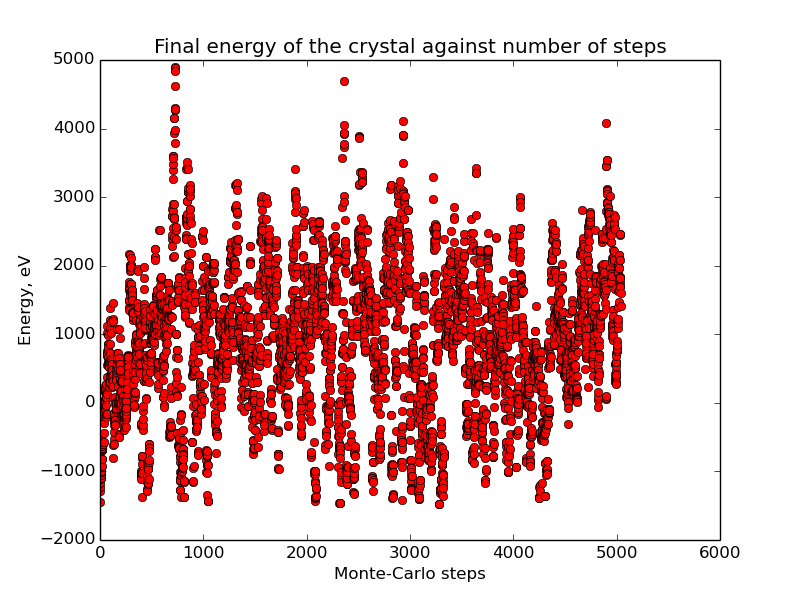 Final energy of the crystal against number of steps
5000
4000
3000
2000
1000
0
−1000
−2000
Energy, eV
0 1000 2000 3000 4000 5000 6000
Monte-Carlo steps